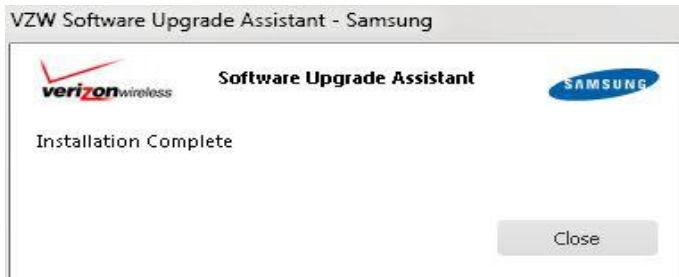 VZW Software Upgrade Assistant - Samsung
verizonwireless
Software Upgrade Assistant
SAMSUNG
Installation Complete
Close